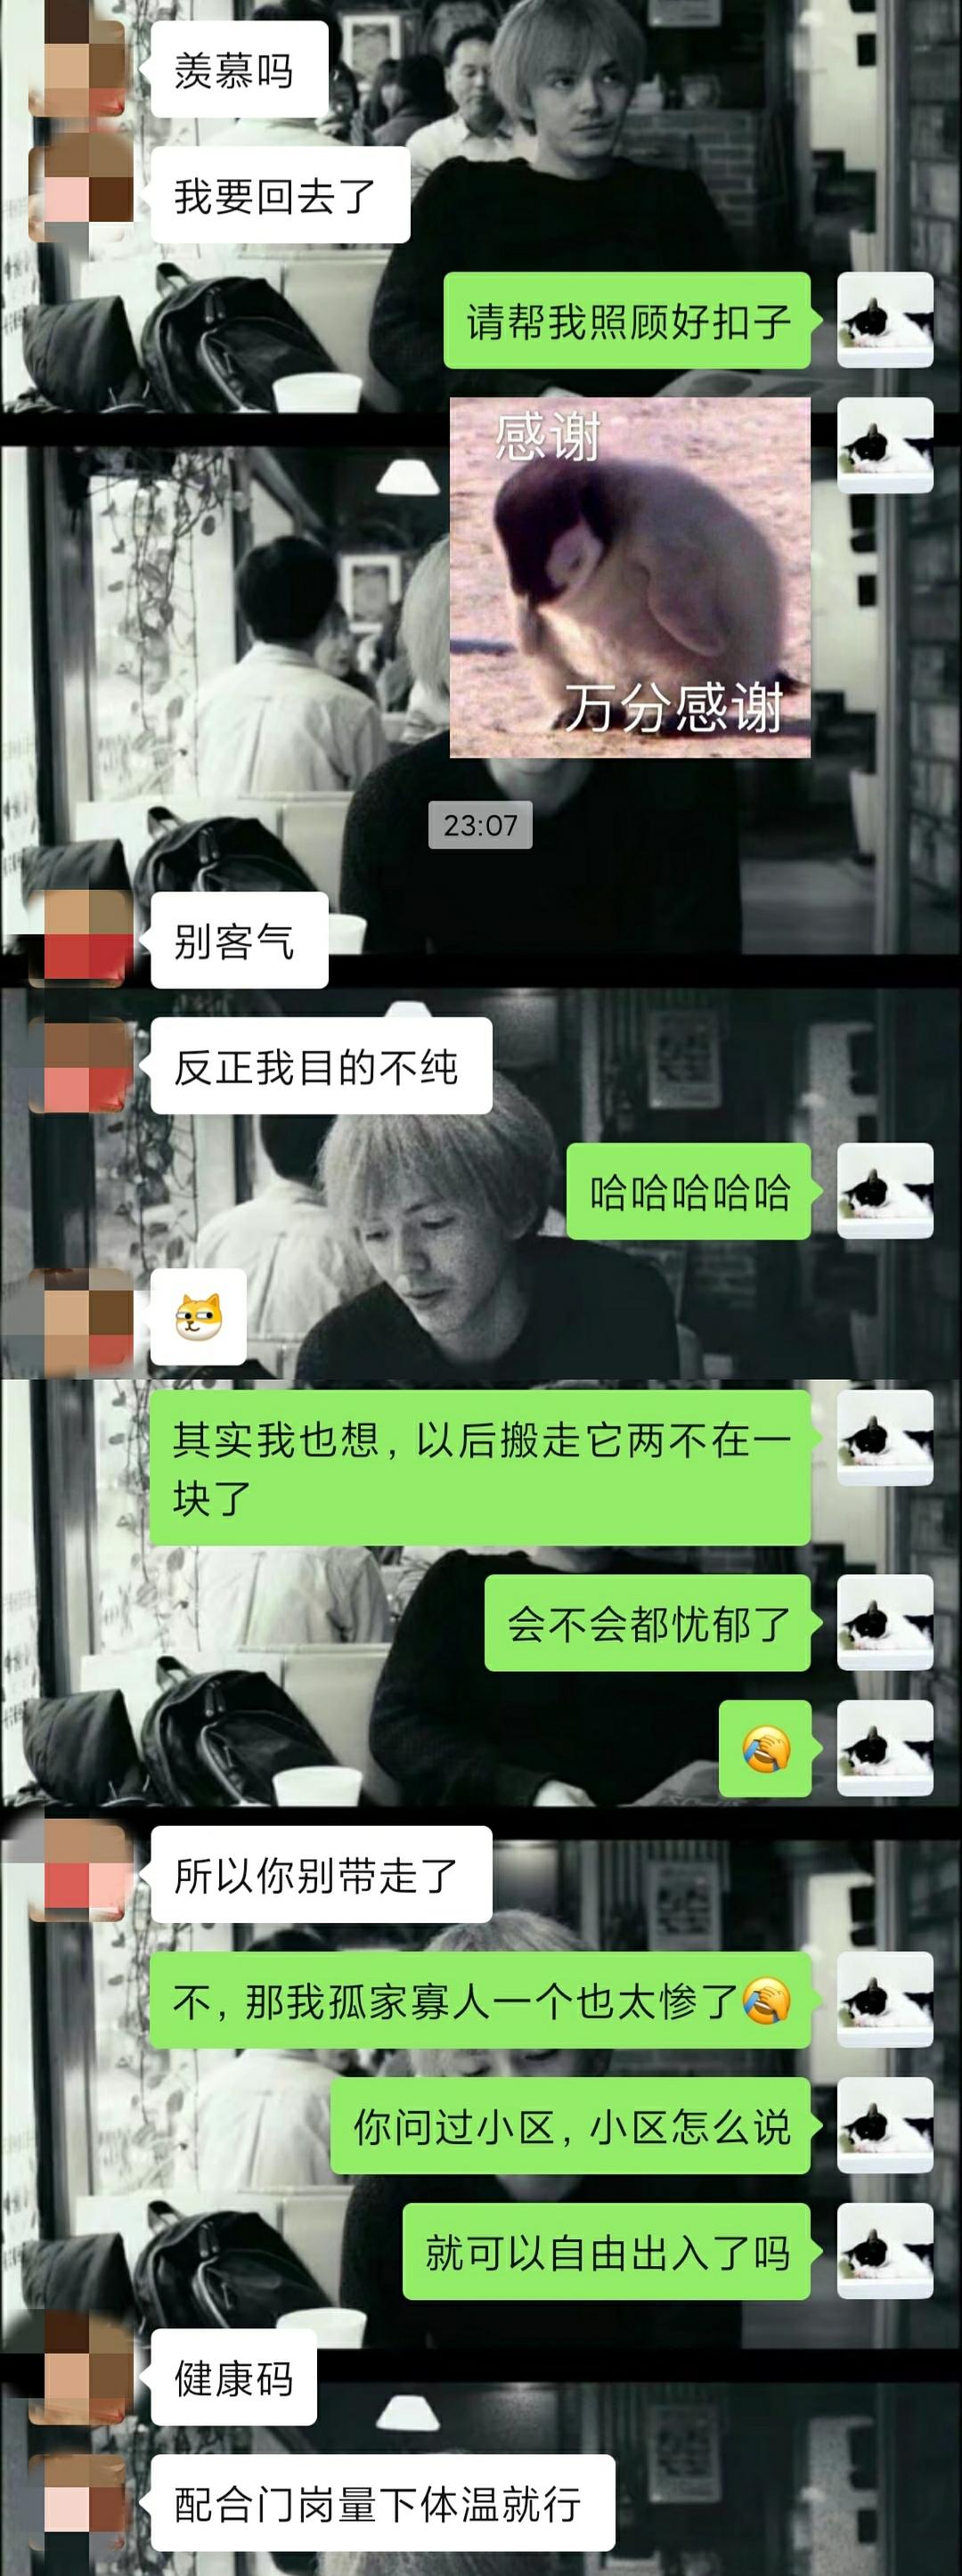 羡慕吗
我要回去了
请帮我照顾好扣子
感谢
万分感谢
23:07
别客气
反正我目的不纯
哈哈哈哈哈
其实我也想，以后搬走它两不在一
块了
会不会都忧郁了
所以你别带走了
不，那我孤家寡人一个也太惨了
你问过小区，小区怎么说
就可以自由出入了吗
健康码
配合门岗量下体温就行